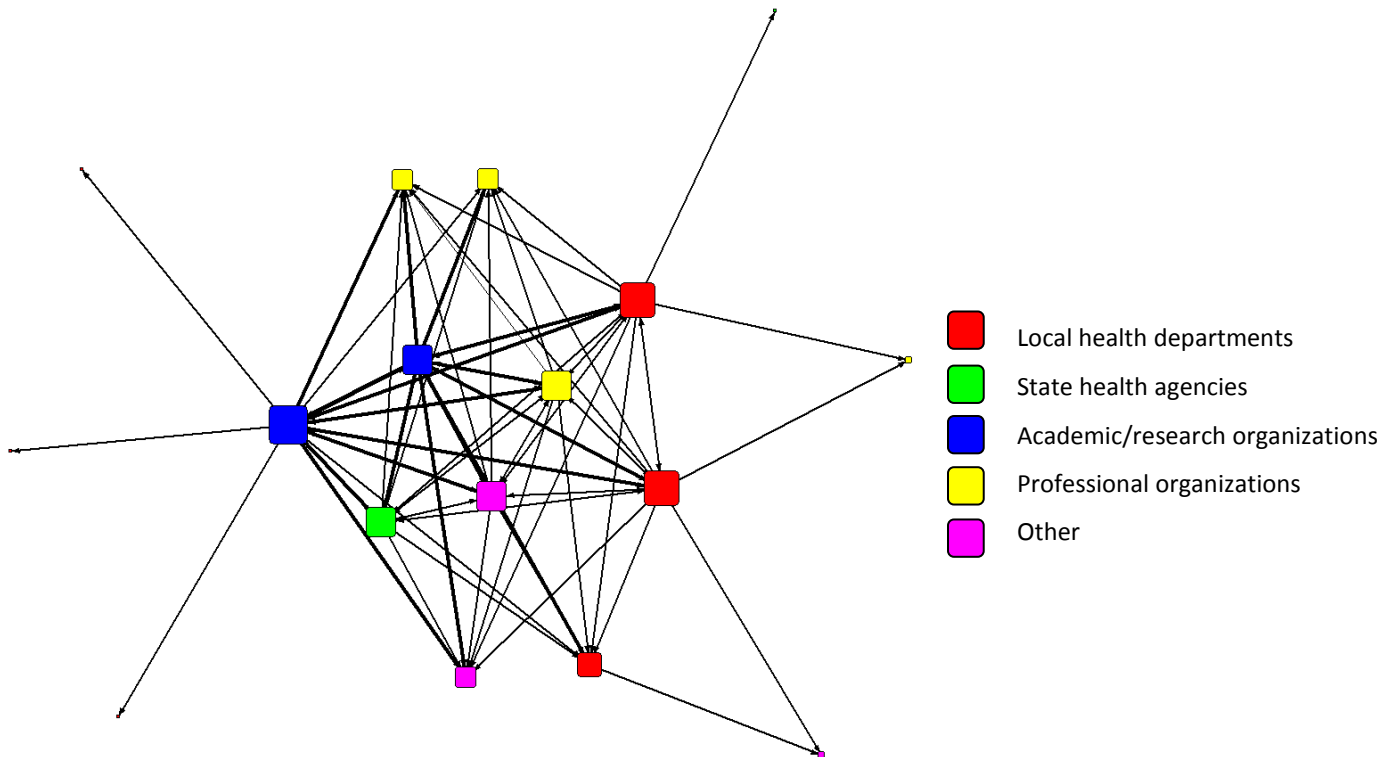 Local health departments
State health agencies
Academic/research organizations
Professional organizations
Other